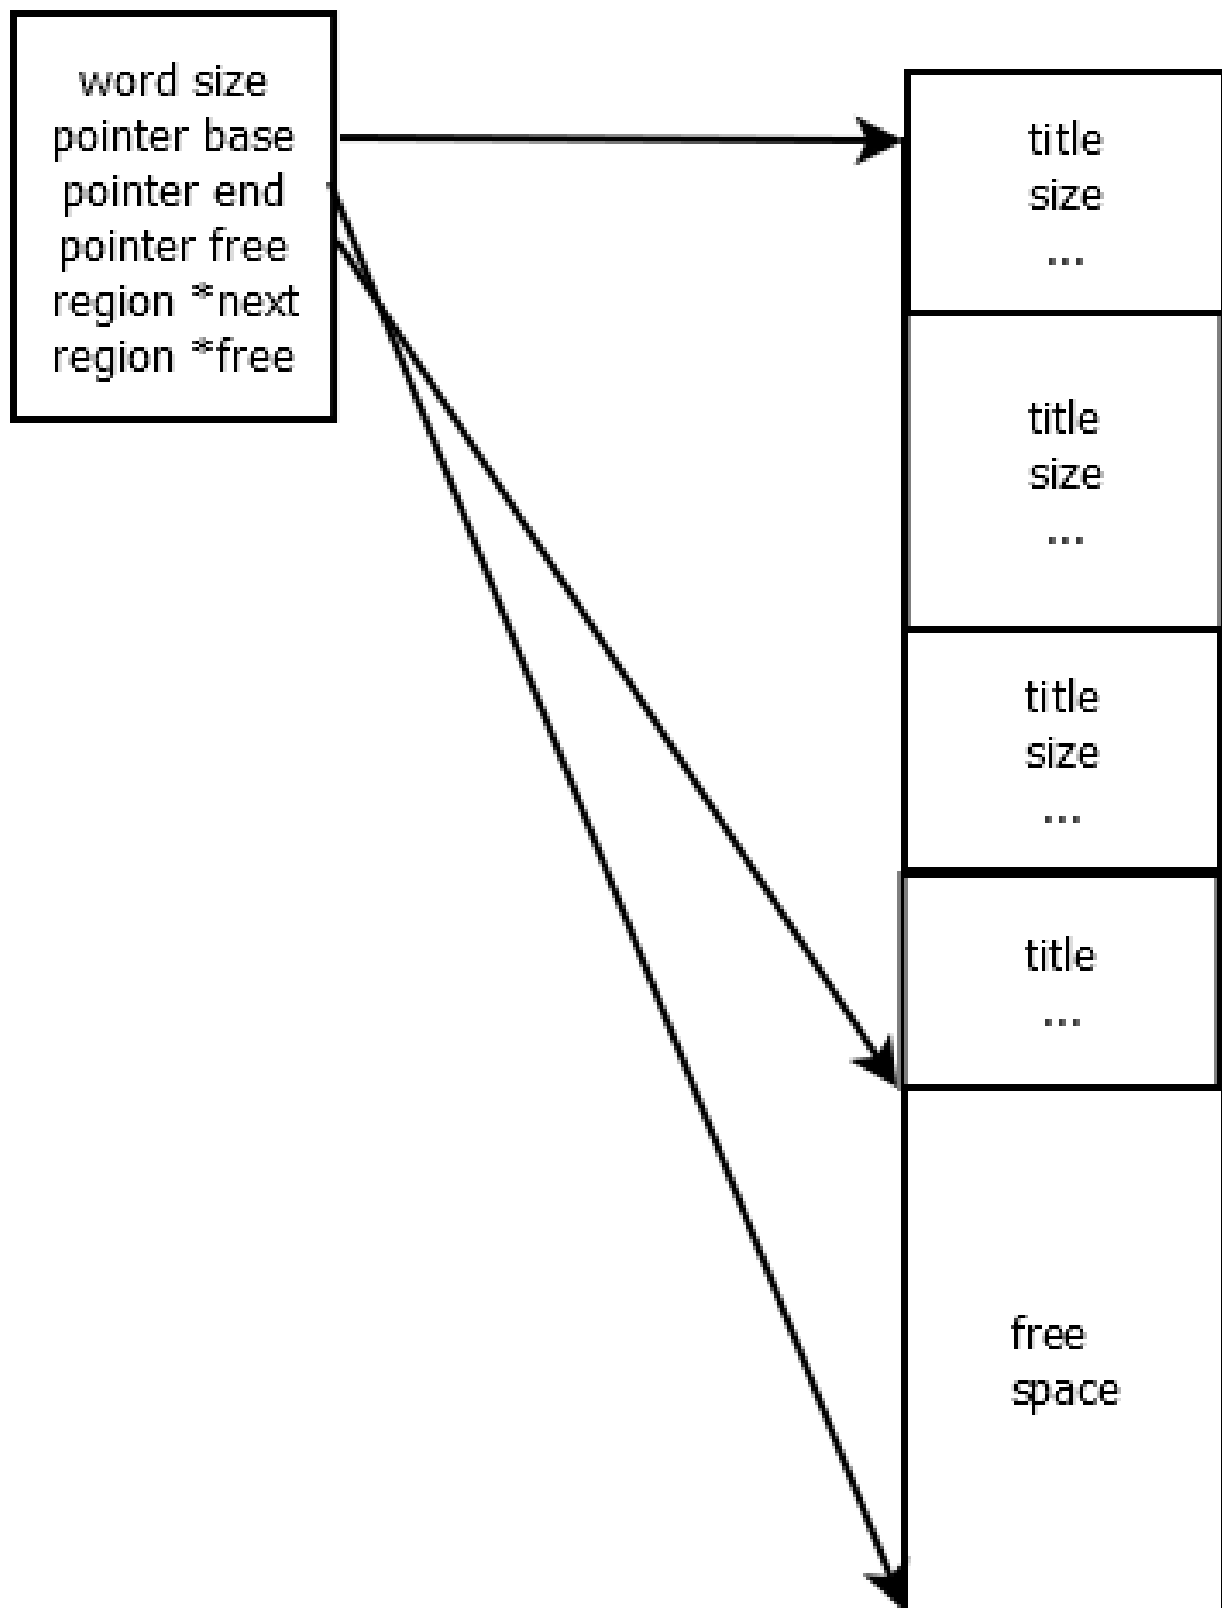 word size
pointer base
pointer end
pointer free
region *next
region *free
title
size
...
title
size
...
title
size
...
title
...
free
space